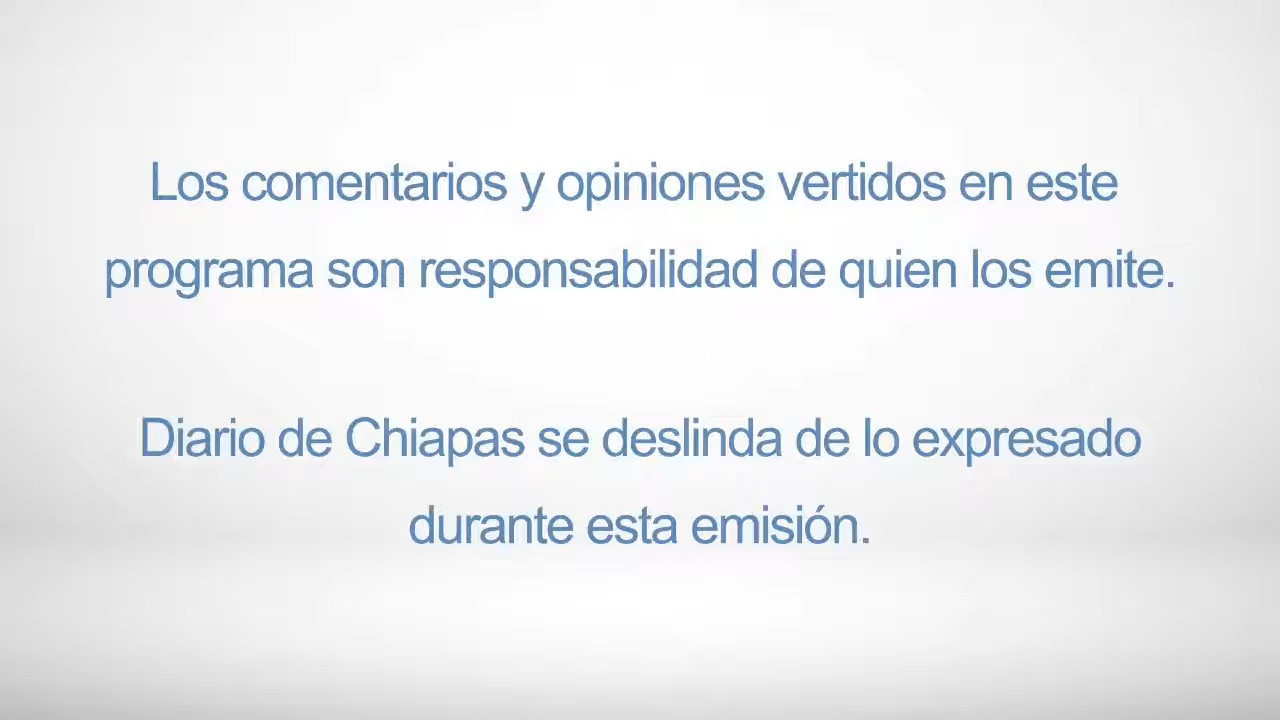 Los comentarios y opiniones vertidos en este
programa son responsabilidad de quien los emite.
Diario de Chiapas se deslinda de lo expresado
durante esta emisión.